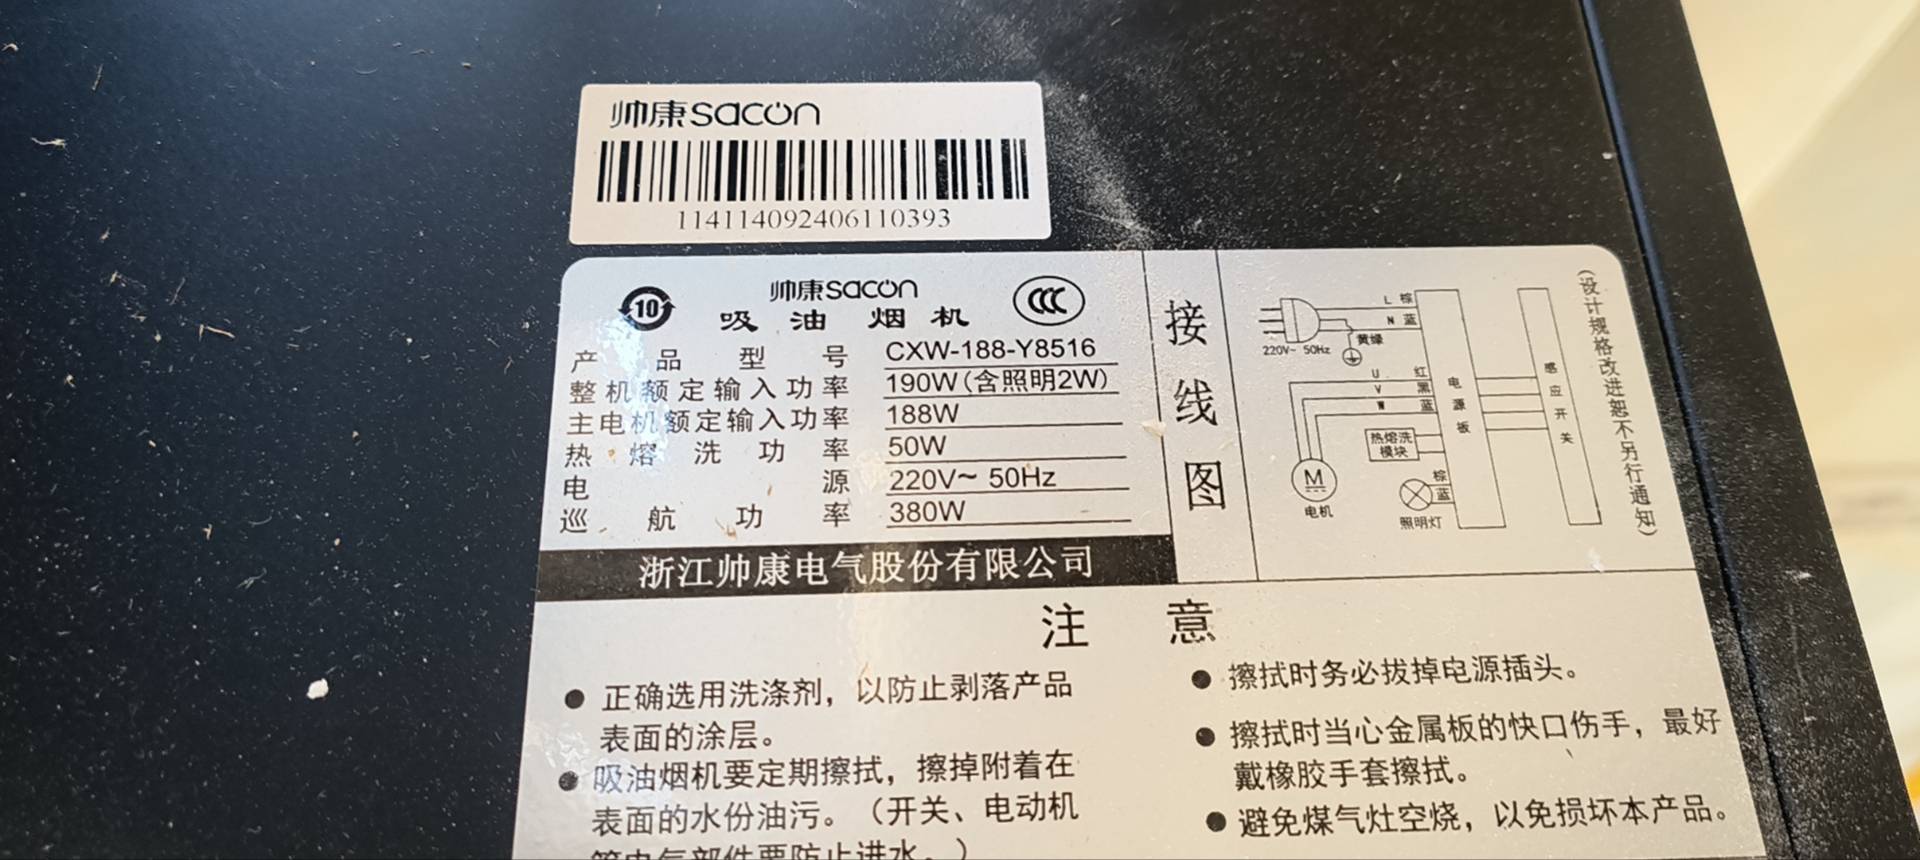 帅康sacon
114114092406110393
10
帅康sacon
吸油烟机
产品型号 CXW-188-Y8516
整机额定输入功率 190W(含照明2W)
主电机额定输入功率 188W
热熔洗功率 50W
电源 220V~ 50Hz
巡航功率 380W
浙江帅康电气股份有限公司
接线图
220V~ 50Hz
L 棕
N 蓝
黄绿
U 红
V 黑
W 蓝
热熔洗
模块
M
电机
棕
蓝
照明灯
电源板
感应开关
(设计规格改进恕不另行通知)
注意
● 正确选用洗涤剂，以防止剥落产品
表面的涂层。
● 吸油烟机要定期擦拭，擦掉附着在
表面的水份油污。（开关、电动机
等电气部件要防止进水。）
● 擦拭时务必拔掉电源插头。
● 擦拭时当心金属板的快口伤手，最好
戴橡胶手套擦拭。
● 避免煤气灶空烧，以免损坏本产品。